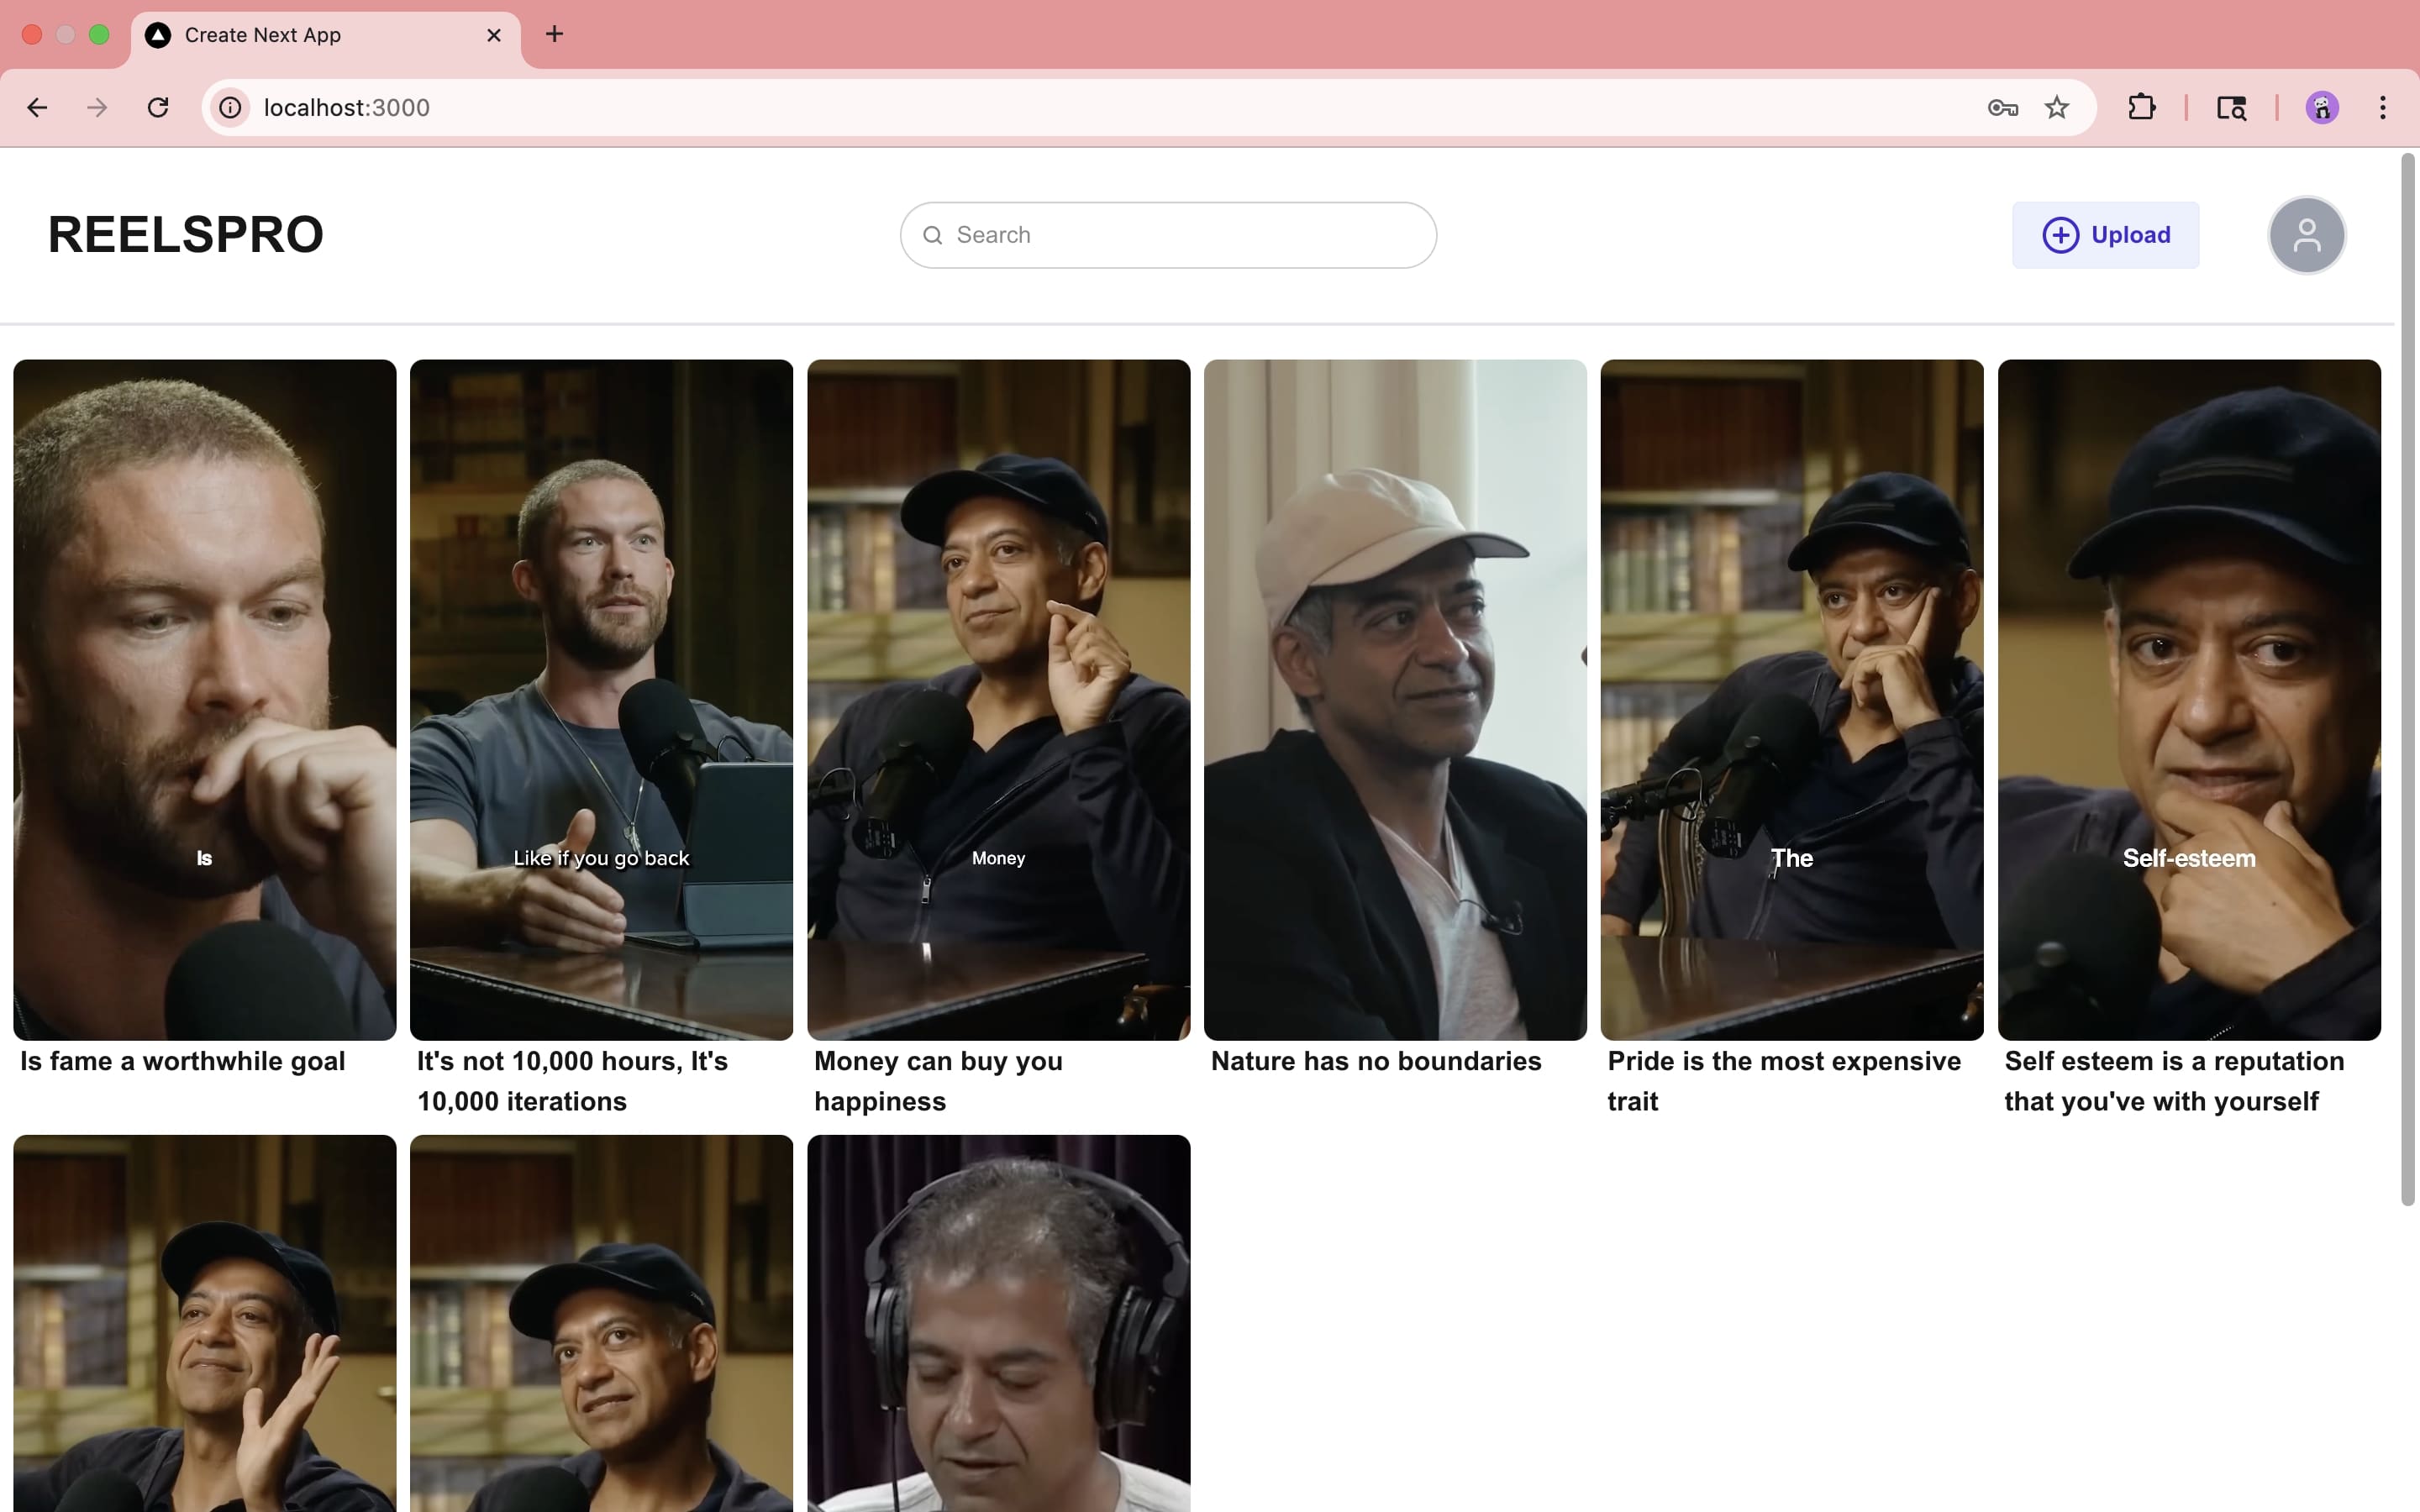 Create Next App
localhost:3000
REELSPRO
Search
Upload
Is
Like if you go back
Money
The
Self-esteem
Is fame a worthwhile goal
It's not 10,000 hours, It's
10,000 iterations
Money can buy you
happiness
Nature has no boundaries
Pride is the most expensive
trait
Self esteem is a reputation
that you've with yourself